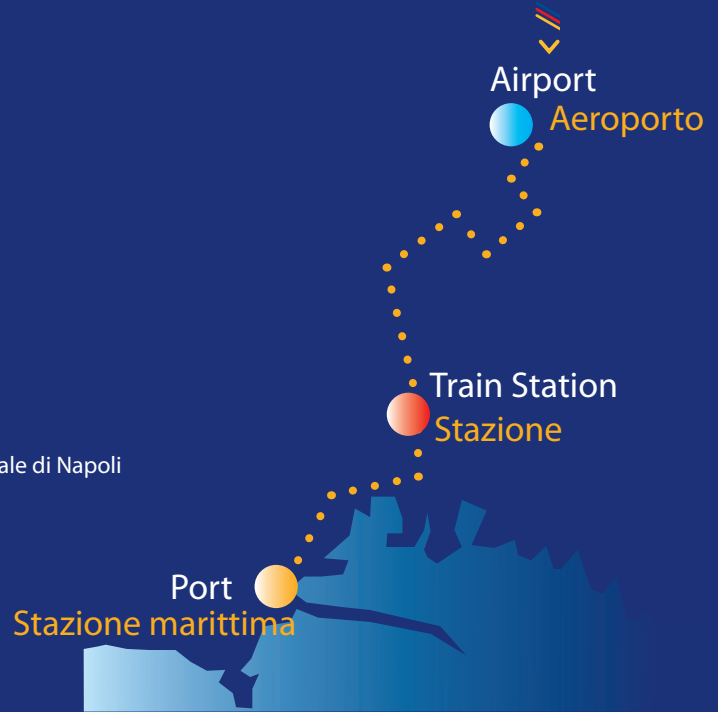 Airport
Aeroporto
Train Station
Stazione
ale di Napoli
Port
Stazione marittima